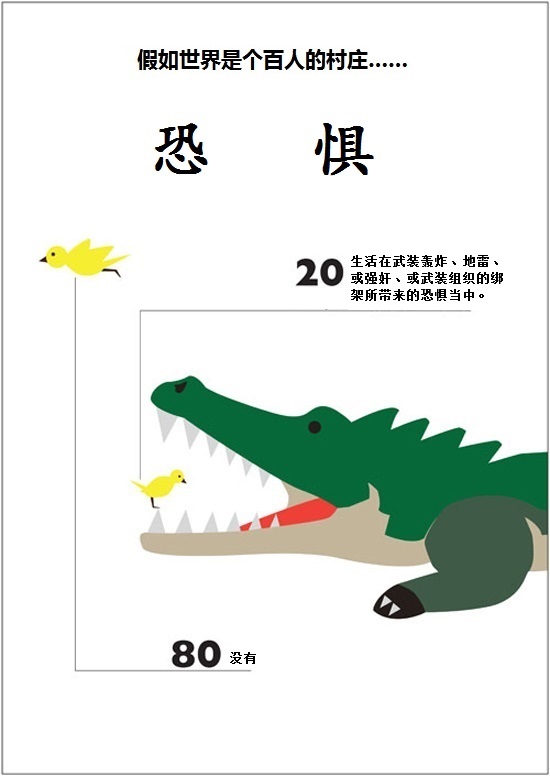 假如世界是个百人的村庄......
恐 惧
20 生活在武装轰炸、地雷、
或强奸、或武装组织的绑
架所带来的恐惧当中。
80 没有